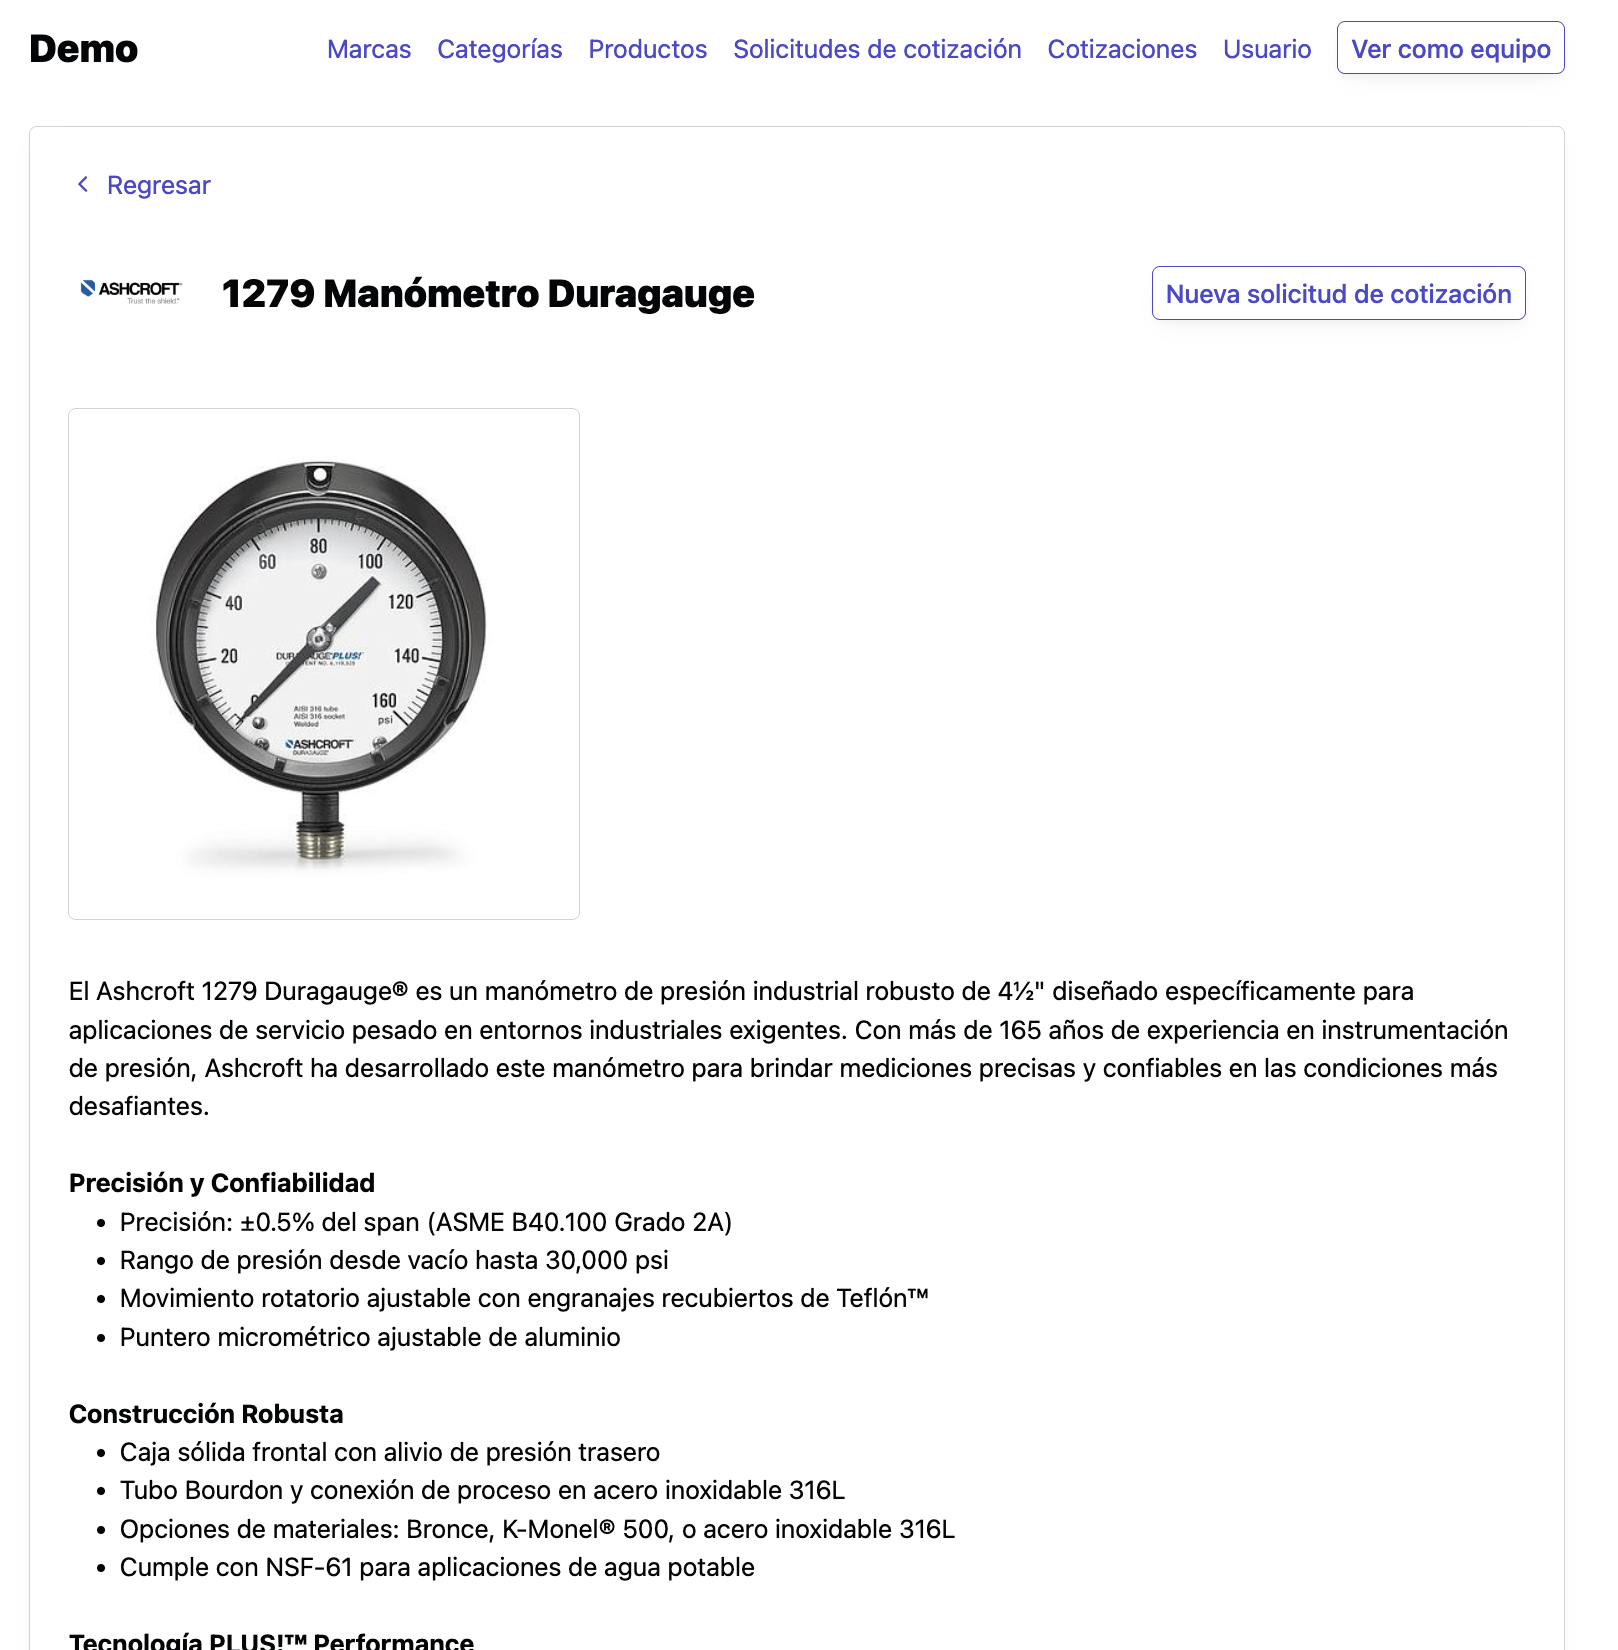 Demo
Marcas Categorías Productos Solicitudes de cotización Cotizaciones Usuario Ver como equipo
Regresar
ASHCROFT
Trust the shield.
1279 Manómetro Duragauge
Nueva solicitud de cotización
80
60 100
40 120
20 140
PLUS!
160
psi
AISI 316 tube
AISI 316 socket
Welded
ASHCROFT
DURAGAUGE
El Ashcroft 1279 Duragauge® es un manómetro de presión industrial robusto de 4½" diseñado específicamente para
aplicaciones de servicio pesado en entornos industriales exigentes. Con más de 165 años de experiencia en instrumentación
de presión, Ashcroft ha desarrollado este manómetro para brindar mediciones precisas y confiables en las condiciones más
desafiantes.
Precisión y Confiabilidad
• Precisión: ±0.5% del span (ASME B40.100 Grado 2A)
• Rango de presión desde vacío hasta 30,000 psi
• Movimiento rotatorio ajustable con engranajes recubiertos de Teflón™
• Puntero micrométrico ajustable de aluminio
Construcción Robusta
• Caja sólida frontal con alivio de presión trasero
• Tubo Bourdon y conexión de proceso en acero inoxidable 316L
• Opciones de materiales: Bronce, K-Monel® 500, o acero inoxidable 316L
• Cumple con NSF-61 para aplicaciones de agua potable
Tecnología PLUS!™ Performance